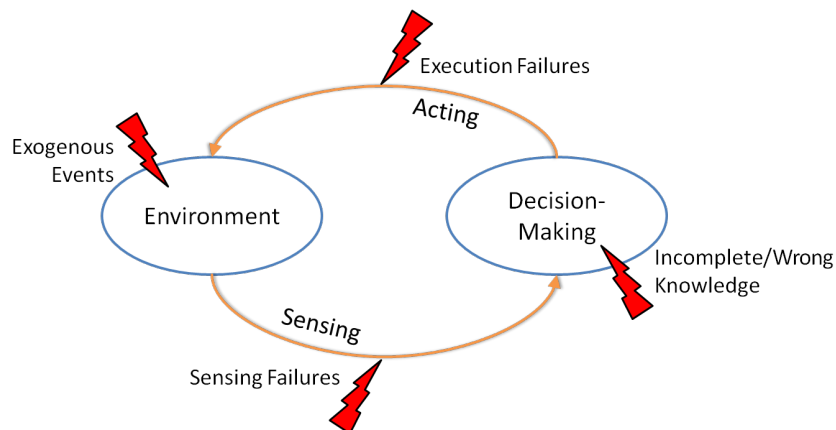 Execution Failures
Acting
Exogenous
Events
Environment
Decision-
Making
Incomplete/Wrong
Knowledge
Sensing
Sensing Failures